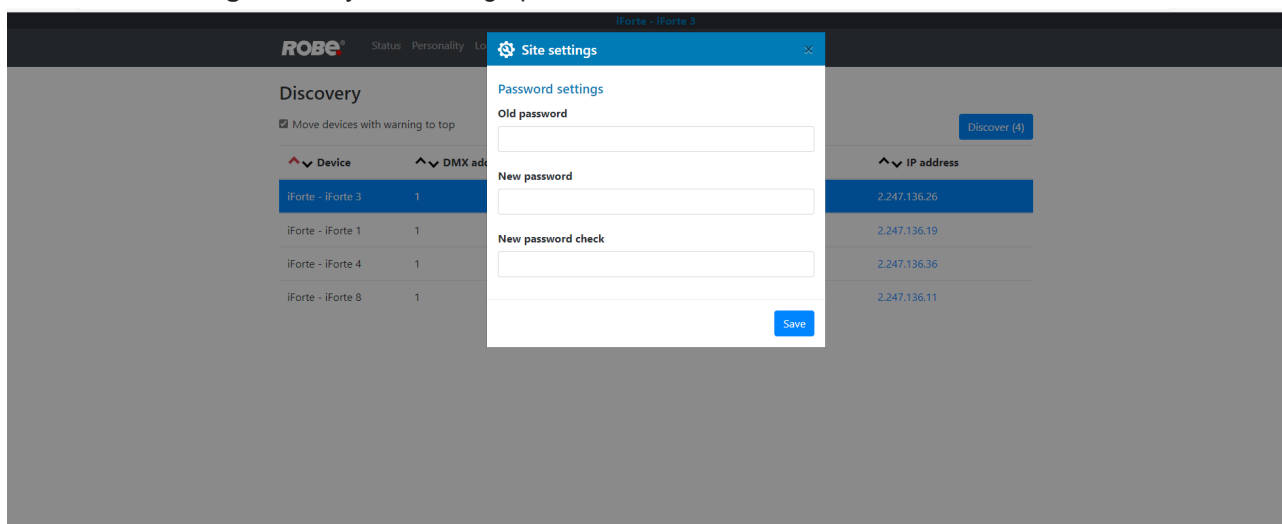 iForte - iForte 3
ROBE® Status Personality Lo
Site settings ×
Discovery
Password settings
Old password
Move devices with warning to top
Discover (4)
Device DMX add IP address
New password
iForte - iForte 3 1 2.247.136.26
iForte - iForte 1 1 2.247.136.19
New password check
iForte - iForte 4 1 2.247.136.36
iForte - iForte 8 1 2.247.136.11
Save